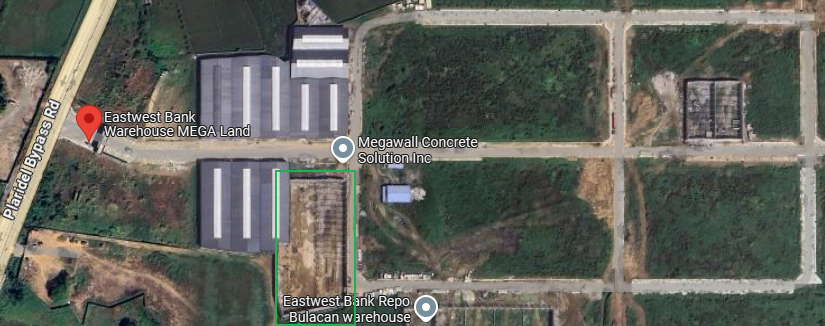 Eastwest Bank
Warehouse MEGA Land
Plaridel Bypass Rd
Megawall Concrete
Solution Inc
Eastwest Bank Repo
Bulacan warehouse